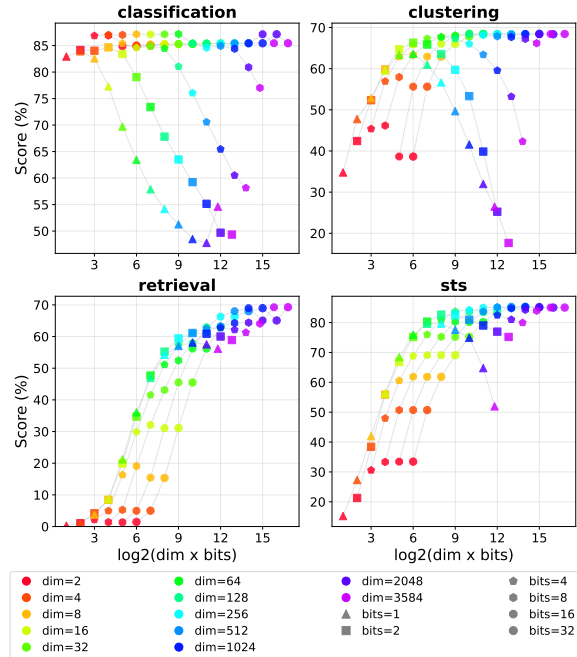 classification
clustering
Score (%)
85
80
75
70
65
60
55
50
3 6 9 12 15
70
60
50
40
30
20
3 6 9 12 15
retrieval
sts
Score (%)
70
60
50
40
30
20
10
0
3 6 9 12 15
log2(dim x bits)
80
70
60
50
40
30
20
3 6 9 12 15
log2(dim x bits)
dim=2 dim=64 dim=2048 bits=4
dim=4 dim=128 dim=3584 bits=8
dim=8 dim=256 bits=1 bits=16
dim=16 dim=512 bits=2 bits=32
dim=32 dim=1024